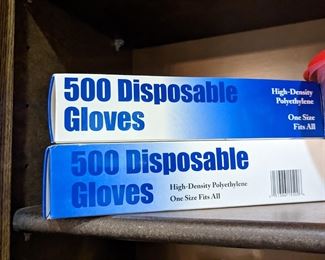 500 Disposable
Gloves
High-Density
Polyethylene
One Size
Fits All
500 Disposable
Gloves
High-Density Polyethylene
One Size Fits All